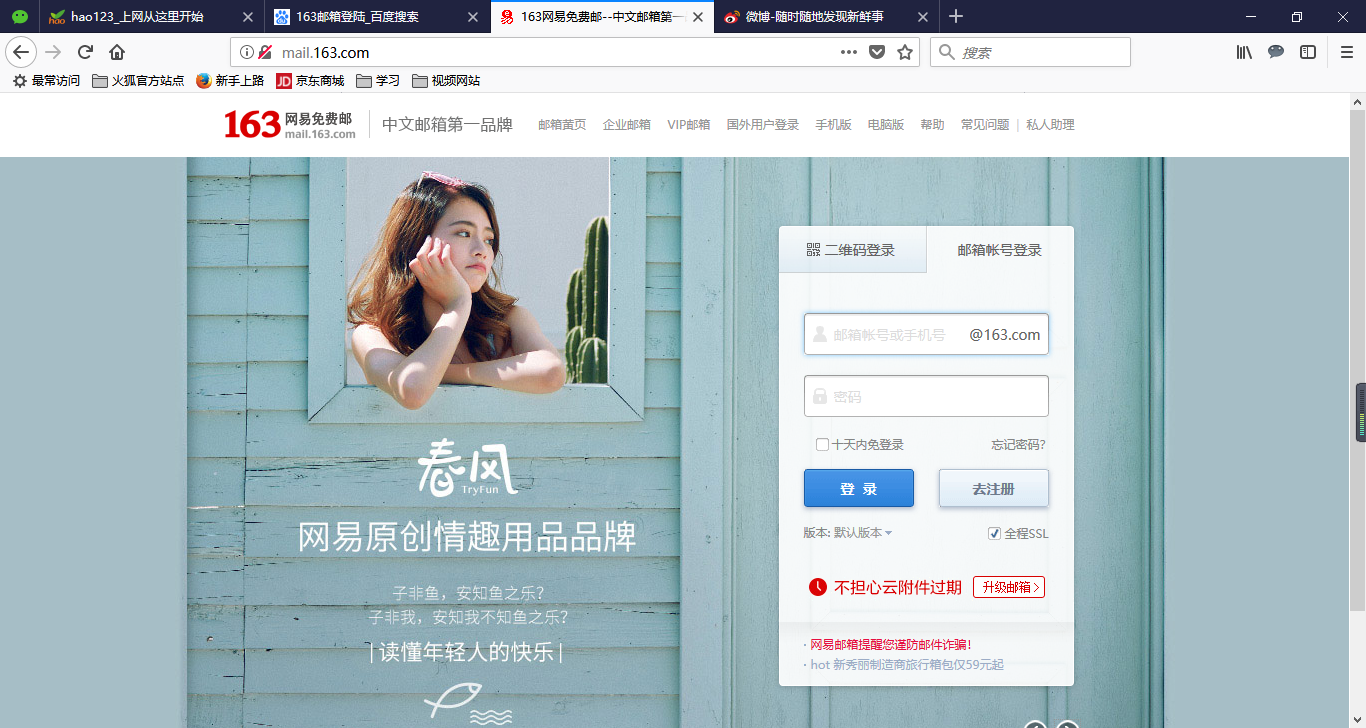 hao123_上网从这里开始
163邮箱登陆_百度搜索
163网易免费邮--中文邮箱第一
微博-随时随地发现新鲜事
mail.163.com
搜索
最常访问
火狐官方站点
新手上路
JD 京东商城
学习
视频网站
163 网易免费邮
mail.163.com
中文邮箱第一品牌
邮箱黄页 企业邮箱 VIP邮箱 国外用户登录 手机版 电脑版 帮助 常见问题 | 私人助理
二维码登录
邮箱帐号登录
邮箱帐号或手机号 @163.com
密码
十天内免登录 忘记密码?
登 录 去注册
版本: 默认版本 全程SSL
不担心云附件过期 升级邮箱>
· 网易邮箱提醒您谨防邮件诈骗!
· hot 新秀丽制造商旅行箱包仅59元起
春风
TryFun
网易原创情趣用品品牌
子非鱼，安知鱼之乐?
子非我，安知我不知鱼之乐?
| 读懂年轻人的快乐 |